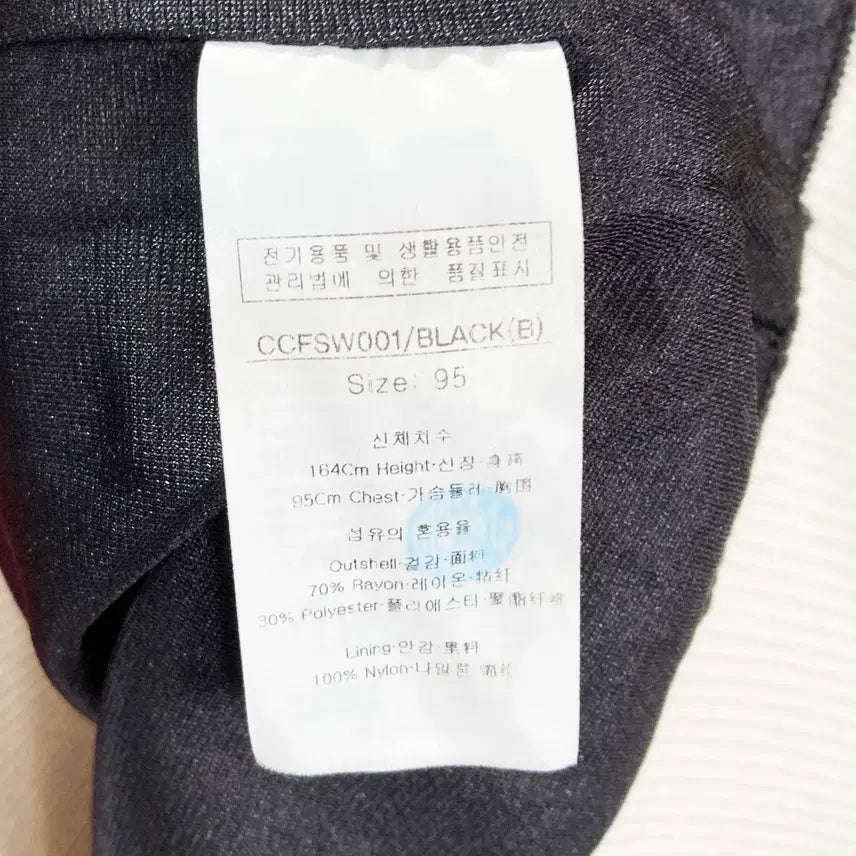 전기용품 및 생활용품안전
관리법에 의한 품질표시
CCFSW001/BLACK(B)
Size: 95
신체치수
164Cm Height·신장·身高
95Cm Chest·가슴둘레·胸围
섬유의 혼용율
Outshell·겉감·面料
70% Rayon·레이온·粘纤
30% Polyester·폴리에스터·聚酯纤维
Lining·안감·里料
100% Nylon·나일론